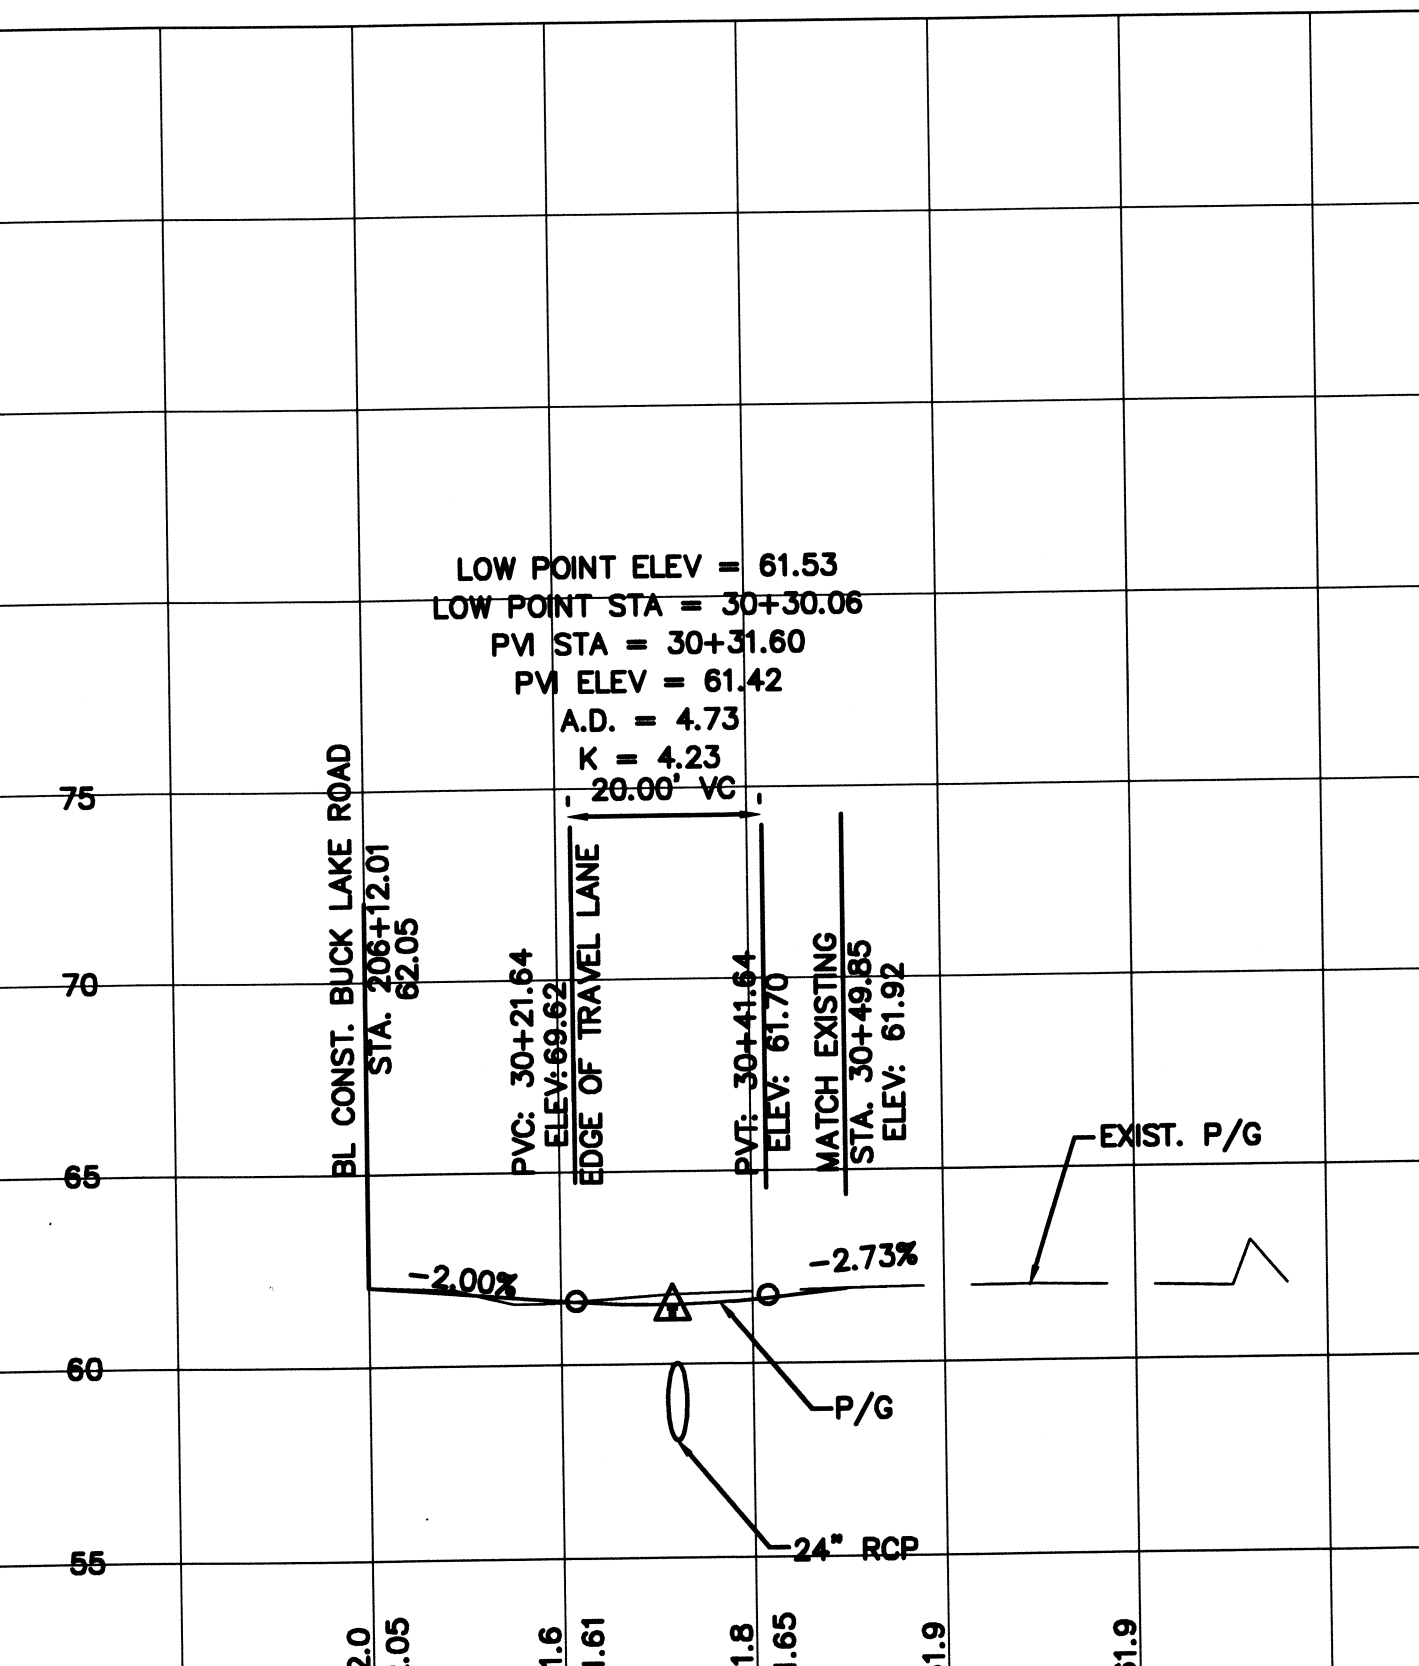 LOW POINT ELEV = 61.53
LOW POINT STA = 30+30.06
PVI STA = 30+31.60
PVI ELEV = 61.42
A.D. = 4.73
K = 4.23
20.00' VC
75
70
65
60
55
BL CONST. BUCK LAKE ROAD
STA. 206+12.01
62.05
PVC: 30+21.64
ELEV: 69.62
EDGE OF TRAVEL LANE
PVT: 30+41.64
ELEV: 61.70
MATCH EXISTING
STA. 30+49.85
ELEV: 61.92
EXIST. P/G
-2.00%
-2.73%
P/G
24" RCP
2.0
.05
1.6
.61
1.8
.65
1.9
61.9